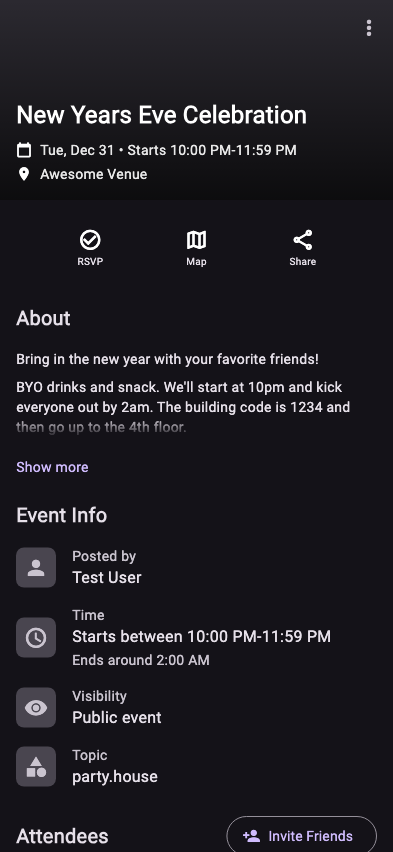 New Years Eve Celebration
Tue, Dec 31 • Starts 10:00 PM-11:59 PM
Awesome Venue
RSVP
Map
Share
About
Bring in the new year with your favorite friends!
BYO drinks and snack. We'll start at 10pm and kick
everyone out by 2am. The building code is 1234 and
then go up to the 4th floor.
Show more
Event Info
Posted by
Test User
Time
Starts between 10:00 PM-11:59 PM
Ends around 2:00 AM
Visibility
Public event
Topic
party.house
Attendees
Invite Friends